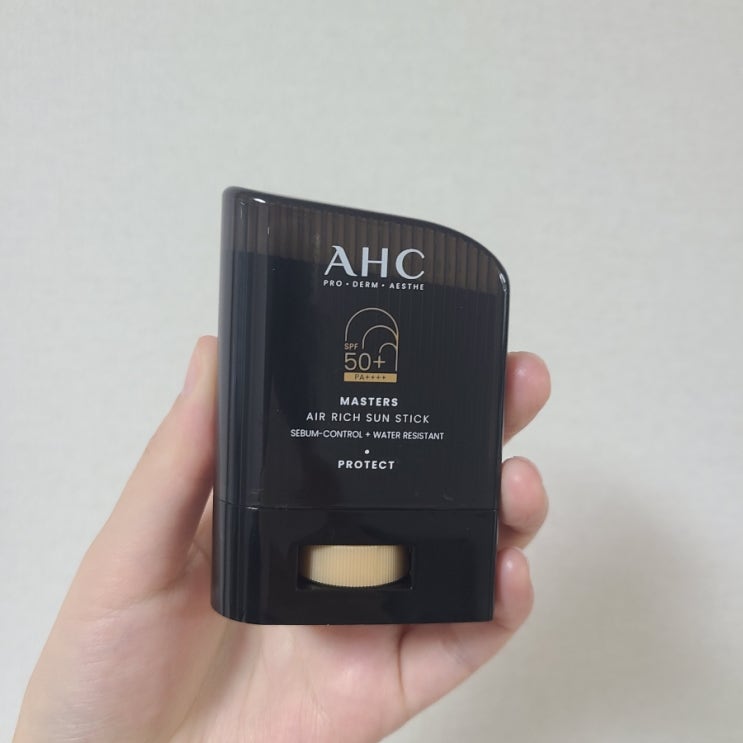 AHC
PRO • DERM • AESTHE
SPF
50+
PA++++
MASTERS
AIR RICH SUN STICK
SEBUM-CONTROL + WATER RESISTANT
•
PROTECT